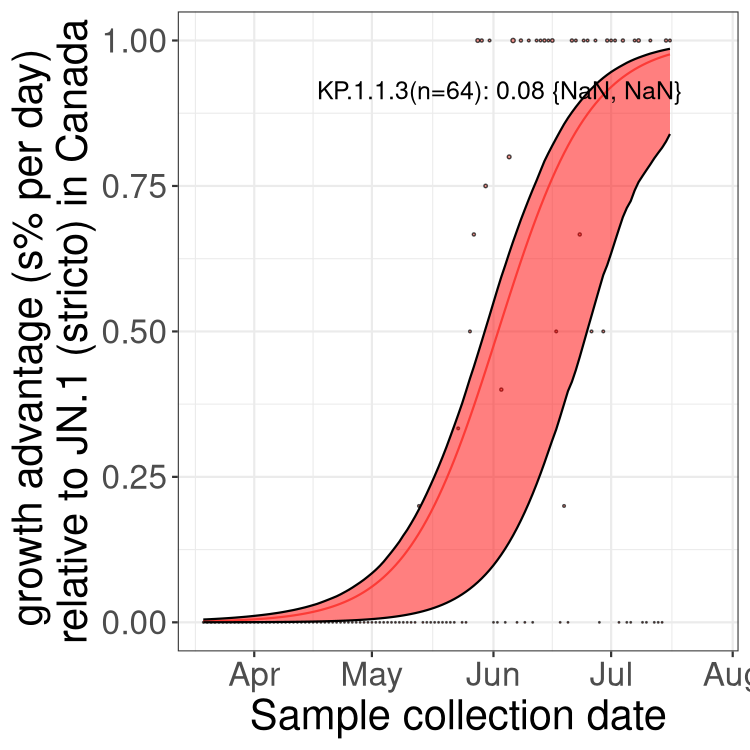 growth advantage (s% per day)
relative to JN.1 (stricto) in Canada
1.00
0.75
0.50
0.25
0.00
KP.1.1.3(n=64): 0.08 {NaN, NaN}
Apr May Jun Jul Aug
Sample collection date